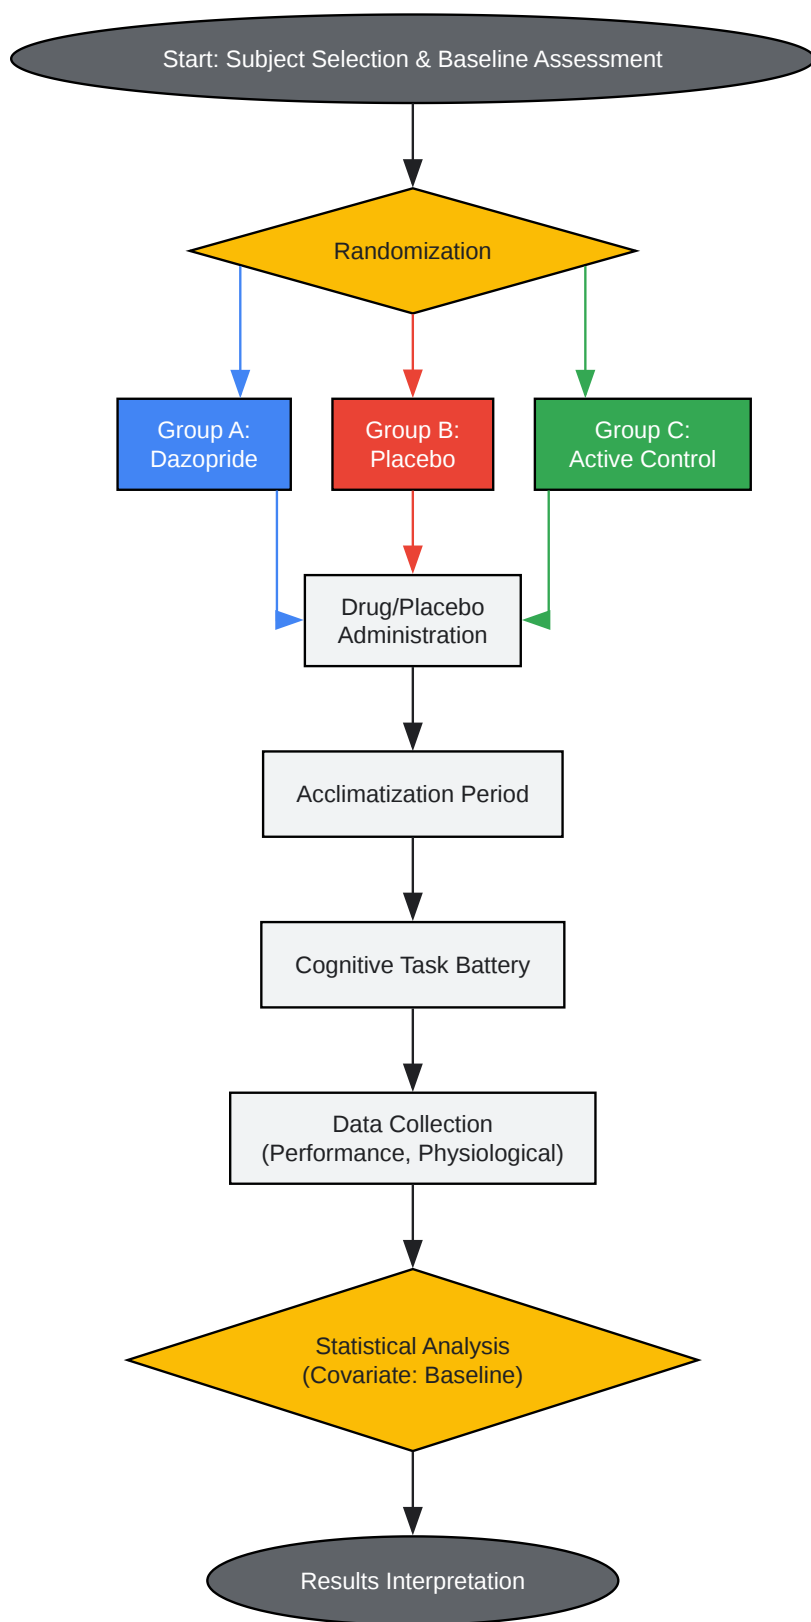 Start: Subject Selection & Baseline Assessment
Randomization
Group A:
Dazopride
Group B:
Placebo
Group C:
Active Control
Drug/Placebo
Administration
Acclimatization Period
Cognitive Task Battery
Data Collection
(Performance, Physiological)
Statistical Analysis
(Covariate: Baseline)
Results Interpretation